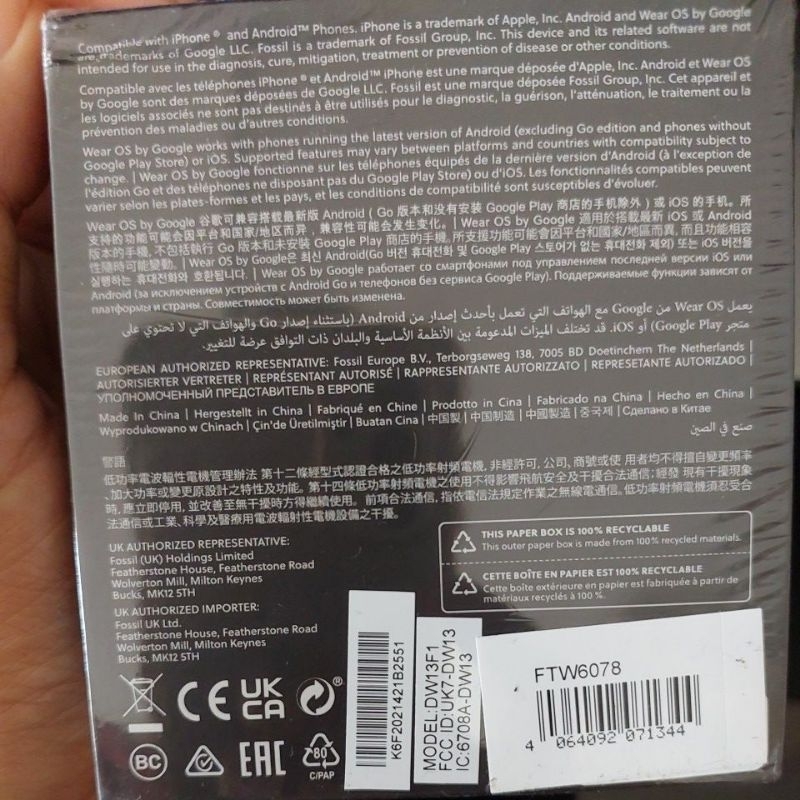 Compatible with iPhone® and Android™ Phones. iPhone is a trademark of Apple, Inc. Android and Wear OS by Google
are trademarks of Google LLC. Fossil is a trademark of Fossil Group, Inc. This device and its related software are not
intended for use in the diagnosis, cure, mitigation, treatment or prevention of disease or other conditions.
Compatible avec les téléphones iPhone® et Android™ iPhone est une marque déposée d'Apple, Inc. Android et Wear OS
by Google sont des marques déposées de Google LLC. Fossil est une marque déposée Fossil Group, Inc. Cet appareil et
les logiciels associés ne sont pas destinés à être utilisés pour le diagnostic, la guérison, l'atténuation, le traitement ou la
prévention des maladies ou d'autres conditions.
Wear OS by Google works with phones running the latest version of Android (excluding Go edition and phones without
Google Play Store) or iOS. Supported features may vary between platforms and countries with compatibility subject to
change. | Wear OS by Google fonctionne sur les téléphones équipés de la dernière version d'Android (à l'exception de
l'édition Go et des téléphones ne disposant pas du Google Play Store) ou d'iOS. Les fonctionnalités compatibles peuvent
varier selon les plates-formes et les pays, et les conditions de compatibilité sont susceptibles d'évoluer.
Wear OS by Google 谷歌可兼容搭載最新版 Android ( Go 版本和没有安装 Google Play 商店的手机除外 ) 或 iOS 的手机。所
支持的功能可能会因平台和国家/地区而异，兼容性可能会发生变化。 | Wear OS by Google 適用於搭載最新 iOS 或 Android
版本的手機, 不包括執行 Go 版本和未安裝 Google Play 商店的手機。所支援功能可能會因平台和國家/地區而異, 而且功能相容
性隨時可能變動。 | Wear OS by Google은 최신 Android(Go 버전 휴대전화 및 Google Play 스토어가 없는 휴대전화 제외) 또는 iOS 버전을
실행하는 휴대전화와 호환됩니다. | Wear OS by Google работает со смартфонами под управлением последней версии iOS или
Android (за исключением устройств с Android Go и телефонов без сервиса Google Play). Поддерживаемые функции зависят от
платформы и страны. Совместимость может быть изменена.
يعمل Wear OS من Google مع الهواتف التي تعمل بأحدث إصدار من Android (باستثناء إصدار Go والهواتف التي لا تحتوي على
متجر Google Play) أو iOS. قد تختلف الميزات المدعومة بين الأنظمة الأساسية والبلدان ذات التوافق عرضة للتغيير.
EUROPEAN AUTHORIZED REPRESENTATIVE: Fossil Europe B.V., Terborgseweg 138, 7005 BD Doetinchem The Netherlands |
AUTORISIERTER VERTRETER | REPRÉSENTANT AUTORISÉ | RAPPRESENTANTE AUTORIZZATO | REPRESETANTE AUTORIZADO |
УПОЛНОМОЧЕННЫЙ ПРЕДСТАВИТЕЛЬ В ЕВРОПЕ
Made In China | Hergestellt in China | Fabriqué en Chine | Prodotto in Cina | Fabricado na China | Hecho en China |
Wyprodukowano w Chinach | Çin'de Üretilmiştir | Buatan Cina | 中国製 | 中国制造 | 中國製造 | 중국제 | Сделано в Китае
صنع في الصين
警語
低功率電波輻性電機管理辦法 第十二條經型式認證合格之低功率射頻電機, 非經許可, 公司、商號或使 用者均不得擅自變更頻率
、加大功率或變更原設計之特性及功能。第十四條低功率射頻電機之使用不得影響飛航安全及干擾合法通信; 經發 現有干擾現象
時, 應立即停用, 並改善至無干擾時方得繼續使用。 前項合法通信, 指依電信法規定作業之無線電通信。低功率射頻電機須忍受合
法通信或工業、科學及醫療用電波輻射性電機設備之干擾。
UK AUTHORIZED REPRESENTATIVE:
Fossil (UK) Holdings Limited
Featherstone House, Featherstone Road
Wolverton Mill, Milton Keynes
Bucks, MK12 5TH
UK AUTHORIZED IMPORTER:
Fossil UK Ltd.
Featherstone House, Featherstone Road
Wolverton Mill, Milton Keynes
Bucks, MK12 5TH
THIS PAPER BOX IS 100% RECYCLABLE
This outer paper box is made from 100% recycled materials.
CETTE BOÎTE EN PAPIER EST 100% RECYCLABLE
Cette boîte extérieure en papier est fabriquée à partir de
matériaux recyclés à 100 %.
CE UK CA ®
BC EAC 80
C/PAP
K6F2021421B2551
MODEL: DW13F1
FCC ID: UK7-DW13
IC:6708A-DW13
FTW6078
4 064092 071344